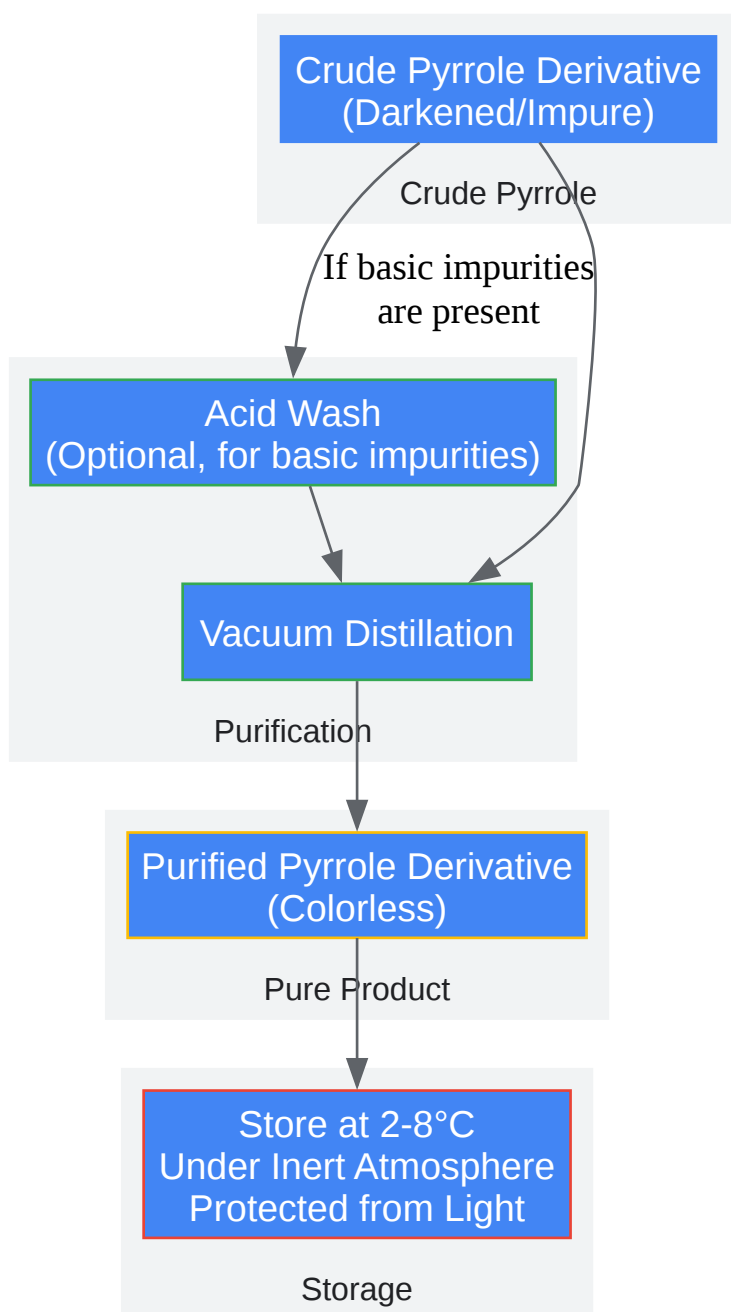 Crude Pyrrole Derivative
(Darkened/Impure)
Crude Pyrrole
If basic impurities
are present
Acid Wash
(Optional, for basic impurities)
Vacuum Distillation
Purification
Purified Pyrrole Derivative
(Colorless)
Pure Product
Store at 2-8°C
Under Inert Atmosphere
Protected from Light
Storage